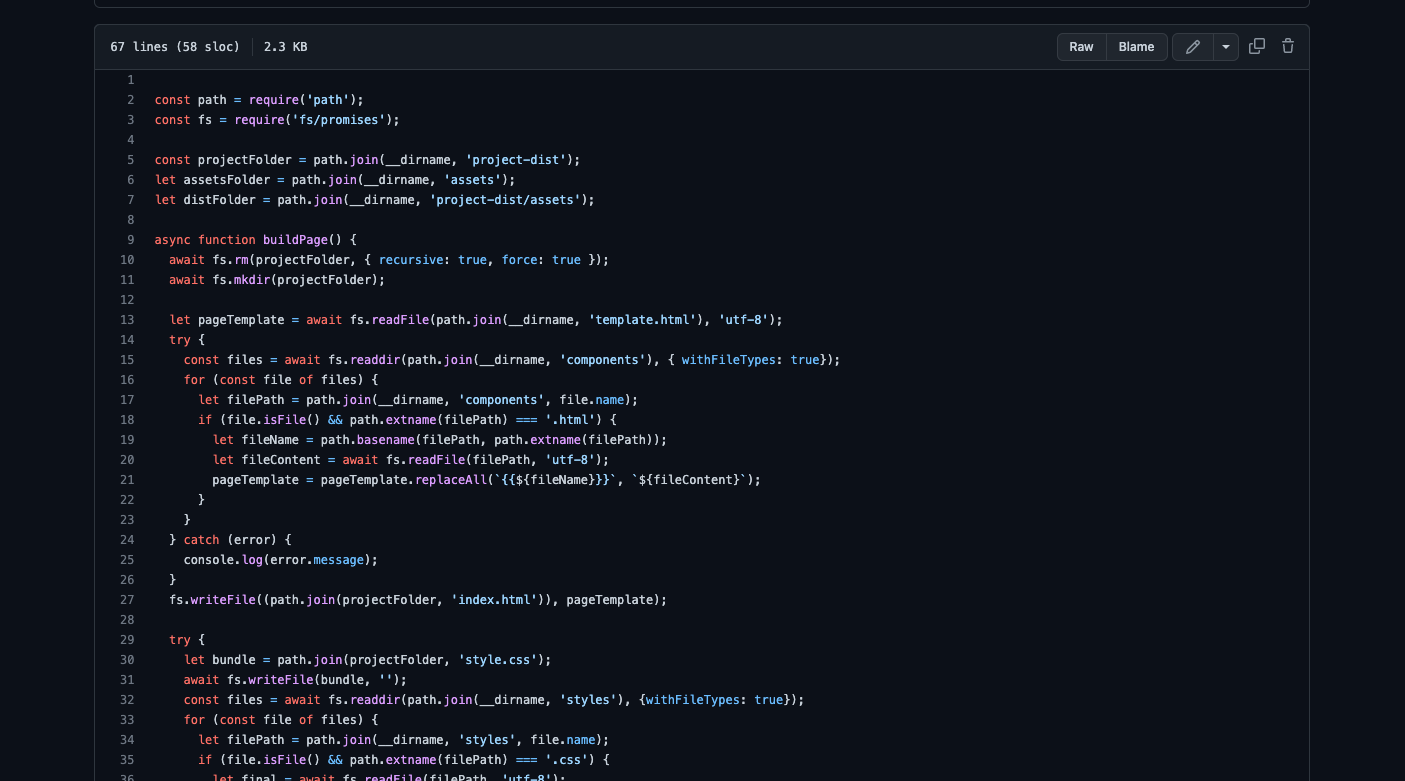 67 lines (58 sloc) 2.3 KB Raw Blame
1
2 const path = require('path');
3 const fs = require('fs/promises');
4
5 const projectFolder = path.join(__dirname, 'project-dist');
6 let assetsFolder = path.join(__dirname, 'assets');
7 let distFolder = path.join(__dirname, 'project-dist/assets');
8
9 async function buildPage() {
10   await fs.rm(projectFolder, { recursive: true, force: true });
11   await fs.mkdir(projectFolder);
12
13   let pageTemplate = await fs.readFile(path.join(__dirname, 'template.html'), 'utf-8');
14   try {
15     const files = await fs.readdir(path.join(__dirname, 'components'), { withFileTypes: true});
16     for (const file of files) {
17       let filePath = path.join(__dirname, 'components', file.name);
18       if (file.isFile() && path.extname(filePath) === '.html') {
19         let fileName = path.basename(filePath, path.extname(filePath));
20         let fileContent = await fs.readFile(filePath, 'utf-8');
21         pageTemplate = pageTemplate.replaceAll(`{{${fileName}}}`, `${fileContent}`);
22       }
23     }
24   } catch (error) {
25     console.log(error.message);
26   }
27   fs.writeFile((path.join(projectFolder, 'index.html')), pageTemplate);
28
29   try {
30     let bundle = path.join(projectFolder, 'style.css');
31     await fs.writeFile(bundle, '');
32     const files = await fs.readdir(path.join(__dirname, 'styles'), {withFileTypes: true});
33     for (const file of files) {
34       let filePath = path.join(__dirname, 'styles', file.name);
35       if (file.isFile() && path.extname(filePath) === '.css') {
36         let final = await fs.readFile(filePath, 'utf-8');